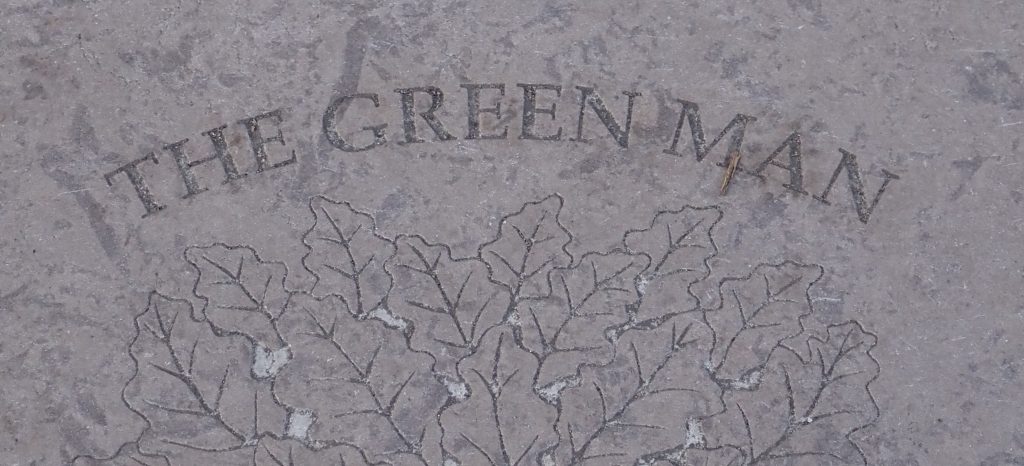 THE GREEN MAN